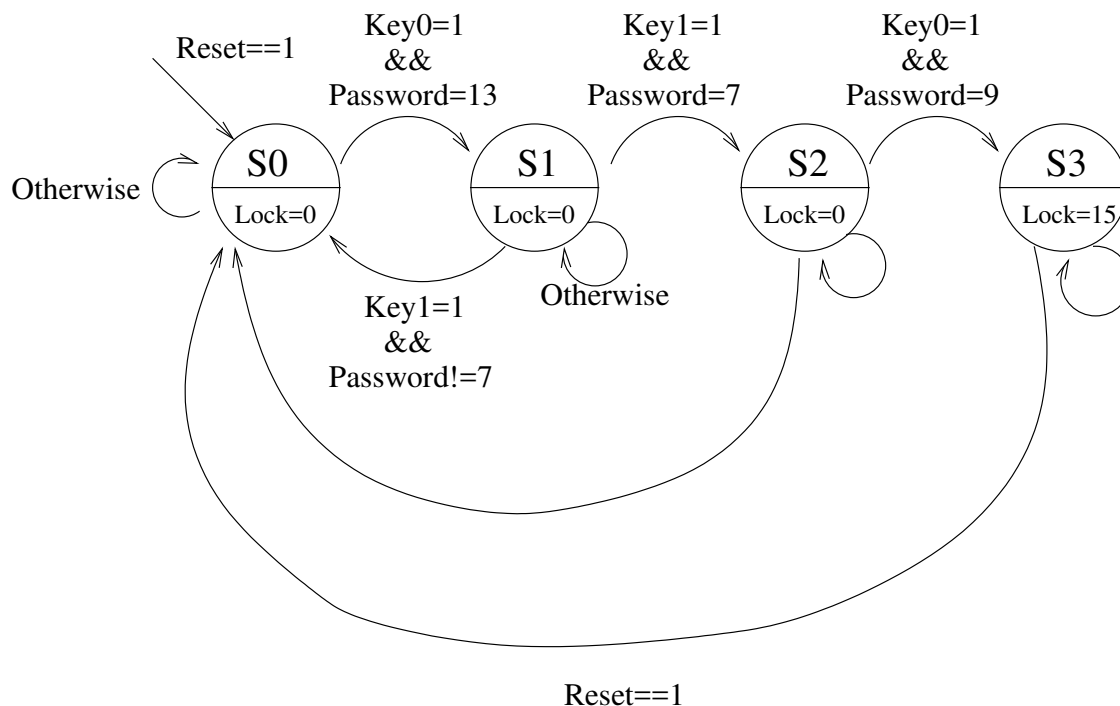 Reset==1
Key0=1
&&
Password=13
Key1=1
&&
Password=7
Key0=1
&&
Password=9
Otherwise
S0
Lock=0
S1
Lock=0
S2
Lock=0
S3
Lock=15
Otherwise
Key1=1
&&
Password!=7
Reset==1